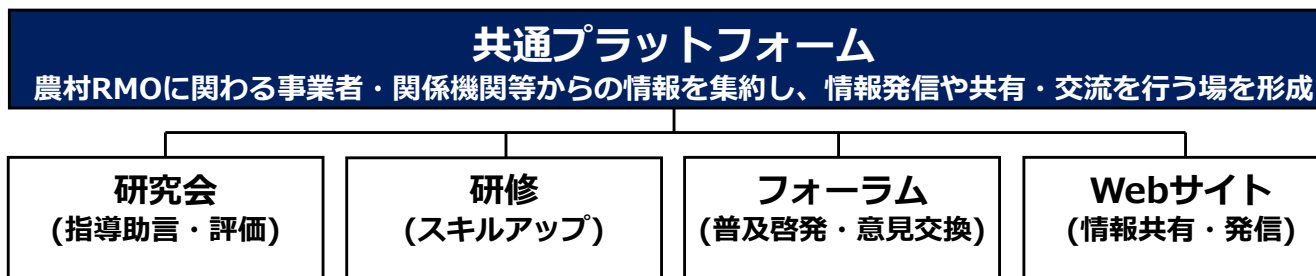 共通プラットフォーム
農村RMOに関わる事業者・関係機関等からの情報を集約し、情報発信や共有・交流を行う場を形成
研究会
(指導助言・評価)
研修
(スキルアップ)
フォーラム
(普及啓発・意見交換)
Webサイト
(情報共有・発信)